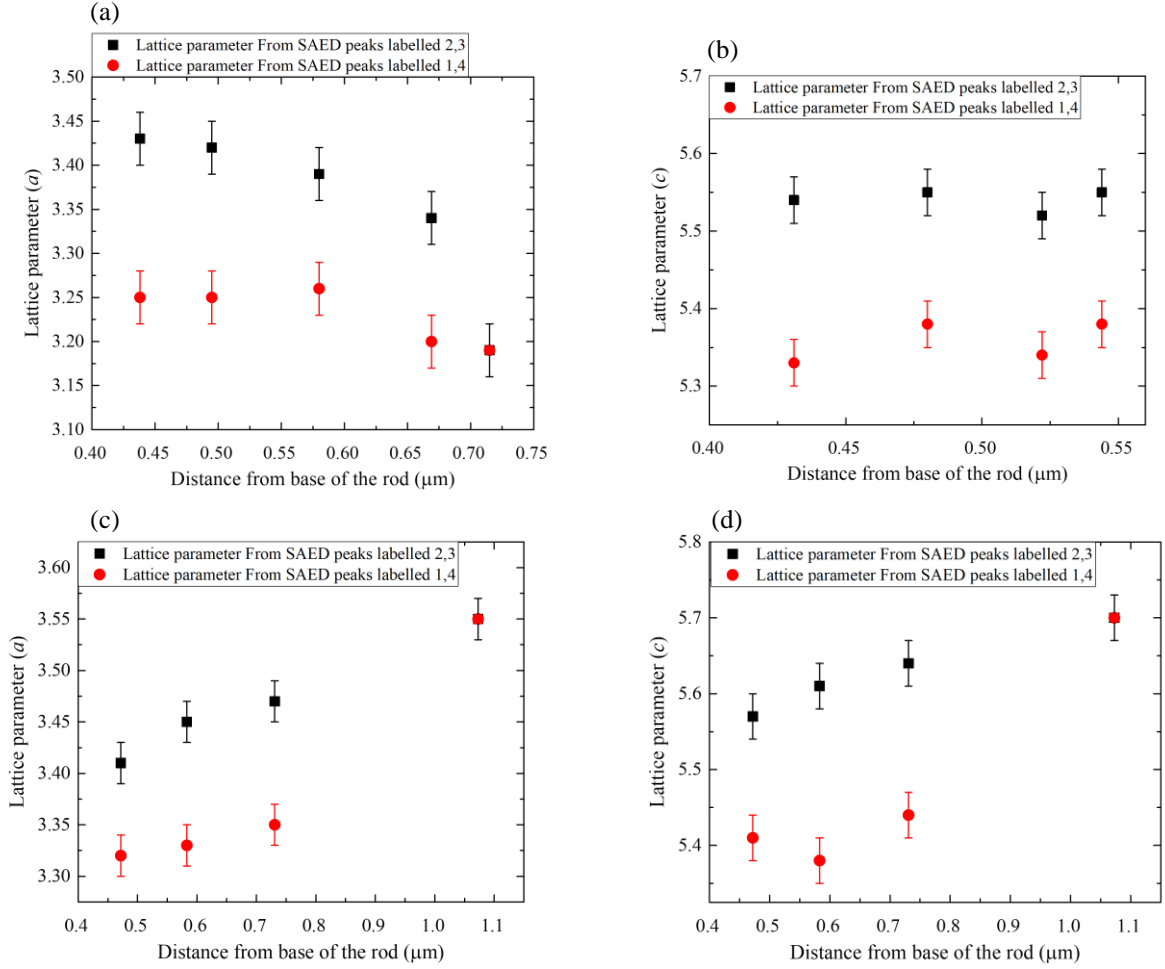 (a)
Lattice parameter From SAED peaks labelled 2,3
Lattice parameter From SAED peaks labelled 1,4
3.50
3.45
3.40
3.35
3.30
3.25
3.20
3.15
3.10
Lattice parameter (a)
0.40 0.45 0.50 0.55 0.60 0.65 0.70 0.75
Distance from base of the rod (μm)
(b)
Lattice parameter From SAED peaks labelled 2,3
Lattice parameter From SAED peaks labelled 1,4
5.7
5.6
5.5
5.4
5.3
Lattice parameter (c)
0.40 0.45 0.50 0.55
Distance from base of the rod (μm)
(c)
Lattice parameter From SAED peaks labelled 2,3
Lattice parameter From SAED peaks labelled 1,4
3.60
3.55
3.50
3.45
3.40
3.35
3.30
Lattice parameter (a)
0.4 0.5 0.6 0.7 0.8 0.9 1.0 1.1
Distance from base of the rod (μm)
(d)
Lattice parameter From SAED peaks labelled 2,3
Lattice parameter From SAED peaks labelled 1,4
5.8
5.7
5.6
5.5
5.4
Lattice parameter (c)
0.4 0.5 0.6 0.7 0.8 0.9 1.0 1.1
Distance from base of the rod (μm)